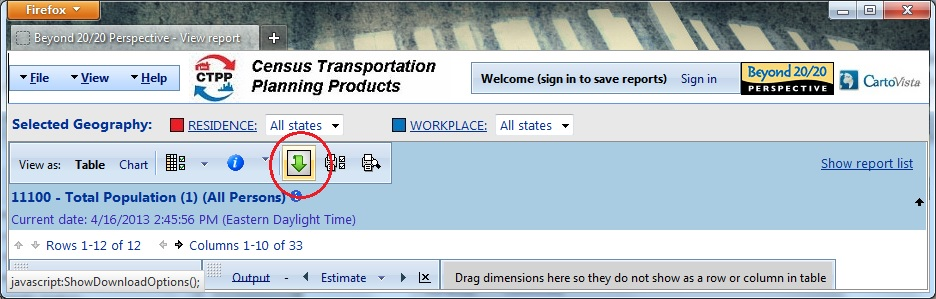 Firefox
Beyond 20/20 Perspective - View report
File View Help
CTPP
Census Transportation
Planning Products
Welcome (sign in to save reports) Sign in
Beyond 20/20
PERSPECTIVE
CartoVista
Selected Geography: RESIDENCE: All states WORKPLACE: All states
View as: Table Chart
Show report list
11100 - Total Population (1) (All Persons)
Current date: 4/16/2013 2:45:56 PM (Eastern Daylight Time)
Rows 1-12 of 12 Columns 1-10 of 33
Output - Estimate Drag dimensions here so they do not show as a row or column in table
javascript:ShowDownloadOptions();